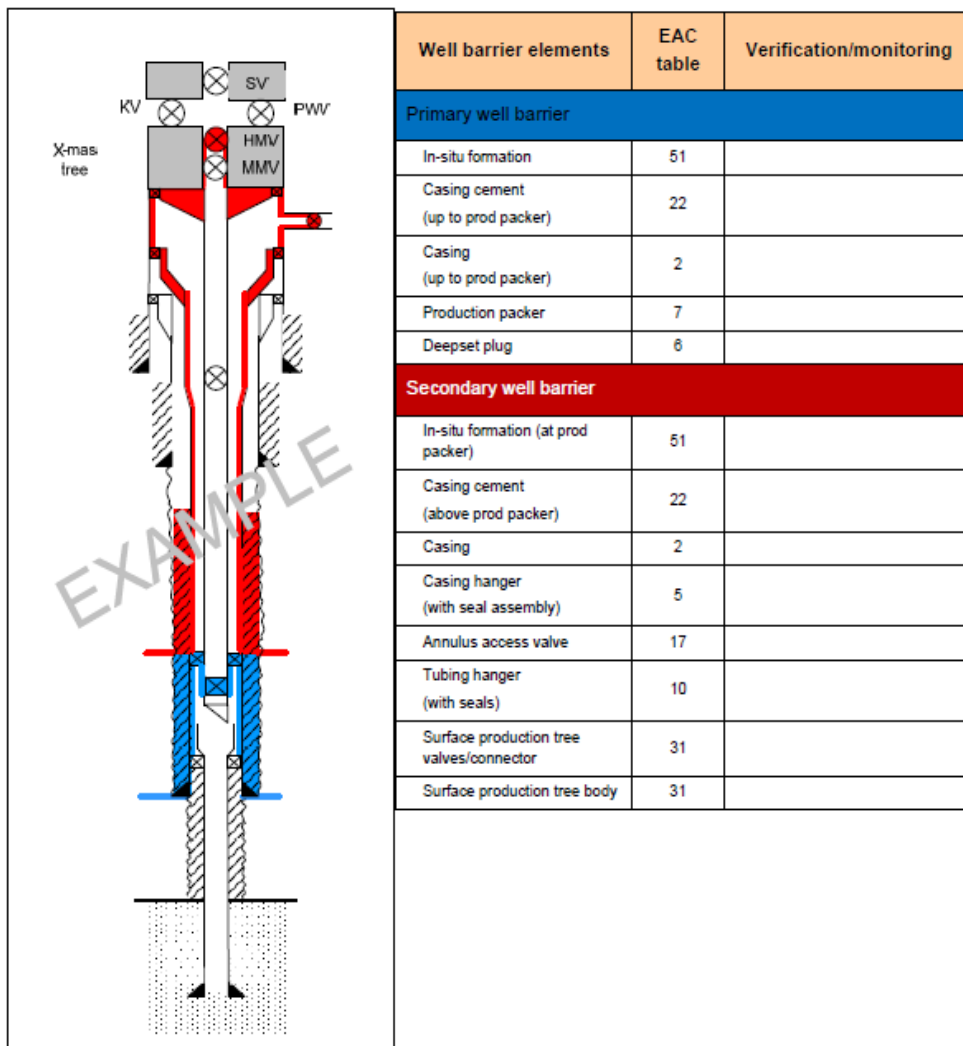 SV
KV
PWV
HMV
X-mas
tree
MMV
EXAMPLE
Well barrier elements
EAC
table
Verification/monitoring
Primary well barrier
In-situ formation
51
Casing cement
(up to prod packer)
22
Casing
(up to prod packer)
2
Production packer
7
Deepset plug
6
Secondary well barrier
In-situ formation (at prod
packer)
51
Casing cement
(above prod packer)
22
Casing
2
Casing hanger
(with seal assembly)
5
Annulus access valve
17
Tubing hanger
(with seals)
10
Surface production tree
valves/connector
31
Surface production tree body
31